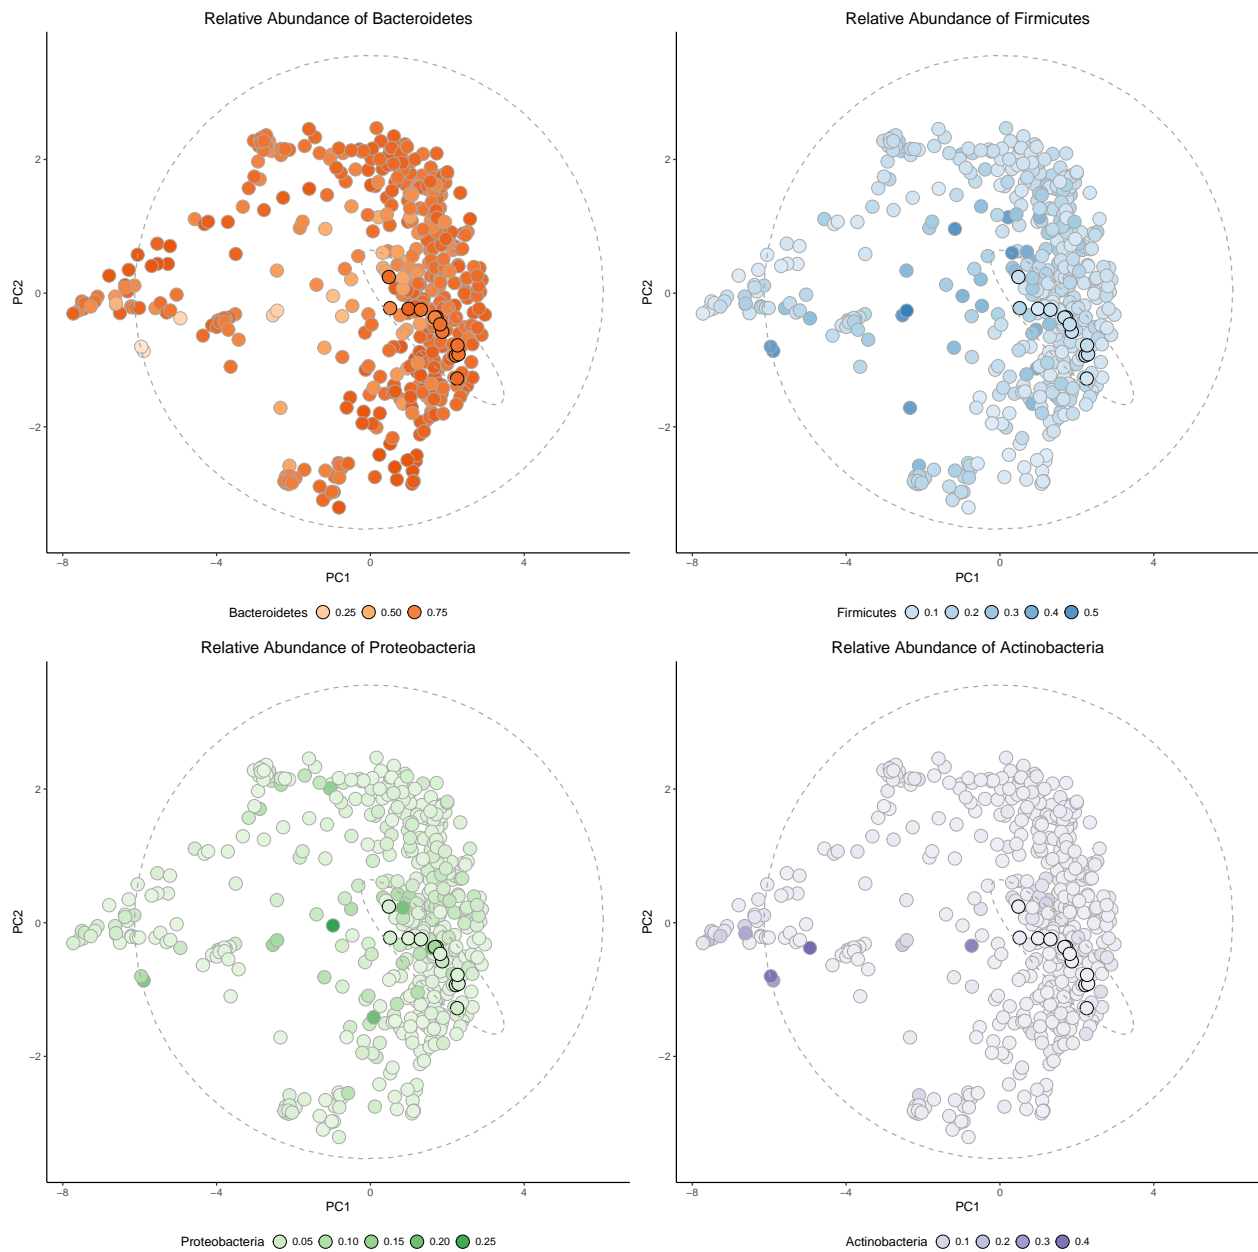 Relative Abundance of Bacteroidetes
PC2
2
0
−2
−8 −4 0 4
PC1
Bacteroidetes 0.25 0.50 0.75
Relative Abundance of Firmicutes
PC2
2
0
−2
−8 −4 0 4
PC1
Firmicutes 0.1 0.2 0.3 0.4 0.5
Relative Abundance of Proteobacteria
PC2
2
0
−2
−8 −4 0 4
PC1
Proteobacteria 0.05 0.10 0.15 0.20 0.25
Relative Abundance of Actinobacteria
PC2
2
0
−2
−8 −4 0 4
PC1
Actinobacteria 0.1 0.2 0.3 0.4